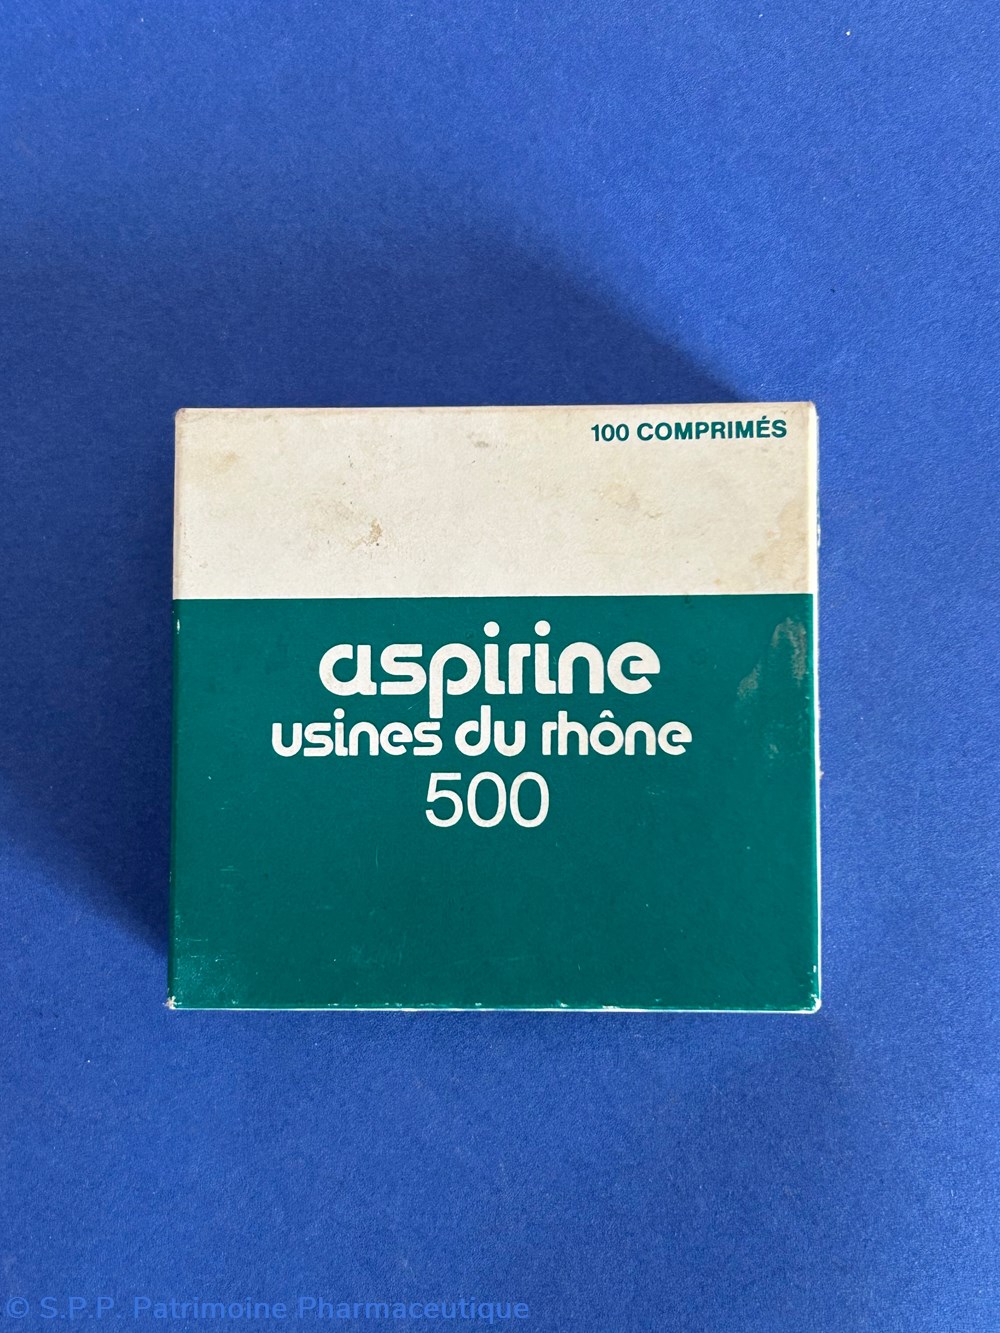 100 COMPRIMÉS
aspirine
usines du rhône
500
© S.P.P. Patrimoine Pharmaceutique